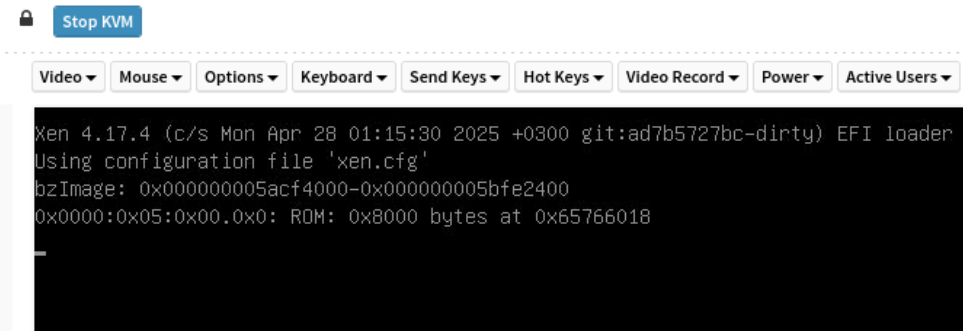 Stop KVM
Video Mouse Options Keyboard Send Keys Hot Keys Video Record Power Active Users
Xen 4.17.4 (c/s Mon Apr 28 01:15:30 2025 +0300 git:ad7b5727bc-dirty) EFI loader
Using configuration file 'xen.cfg'
bzImage: 0x000000005acf4000-0x000000005bfe2400
0x0000:0x05:0x00.0x0: ROM: 0x8000 bytes at 0x65766018